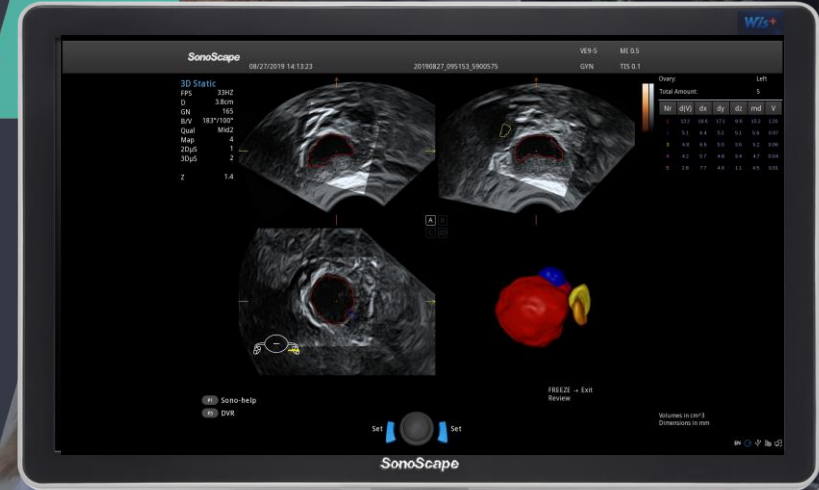 Wis+
SonoScape
VE9-5 MI 0.5
08/27/2019 14:13:23 20190827_095153_5900575 GYN TIS 0.1
3D Static
FPS 33HZ
D 3.8cm
GN 165
B/V 183°/100°
Qual Mid2
Map 4
2DμS 1
3DμS 2
Z 1.4
Ovary: Left
Total Amount: 5
Nr d(V) dx dy dz md V
A B
FREEZE → Exit
Review
P1 Sono-help
DVR
Set Set
Volumes in cm^3
Dimensions in mm
EN
SonoScape